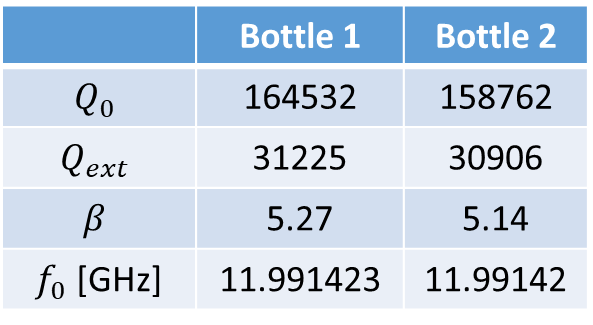 Bottle 1 Bottle 2
Q₀ 164532 158762
Qₑₓₜ 31225 30906
β 5.27 5.14
f₀ [GHz] 11.991423 11.99142